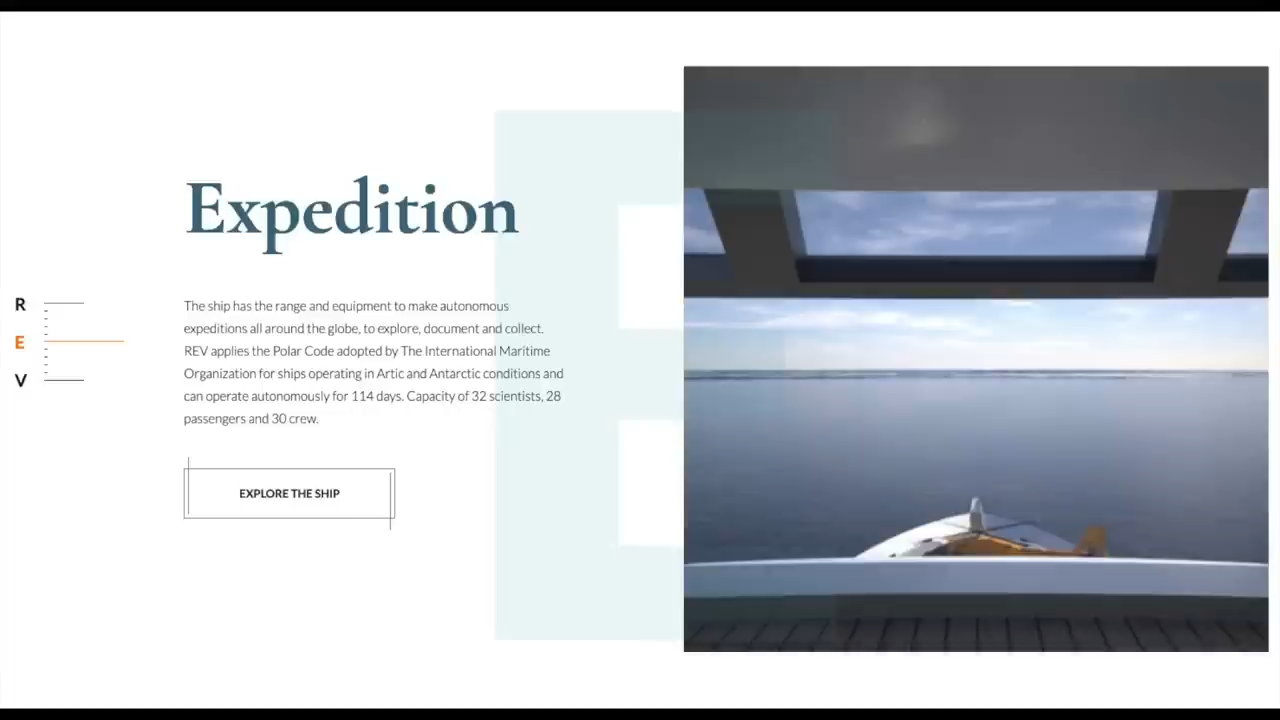 Expedition
The ship has the range and equipment to make autonomous
expeditions all around the globe, to explore, document and collect.
REV applies the Polar Code adopted by The International Maritime
Organization for ships operating in Artic and Antarctic conditions and
can operate autonomously for 114 days. Capacity of 32 scientists, 28
passengers and 30 crew.
R
E
V
EXPLORE THE SHIP
E